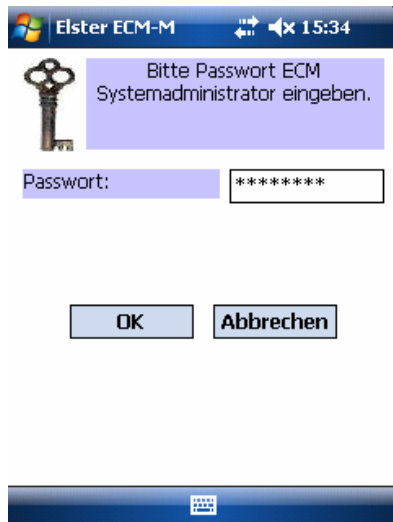 Elster ECM-M 15:34
Bitte Passwort ECM
Systemadministrator eingeben.
Passwort: ********
OK Abbrechen